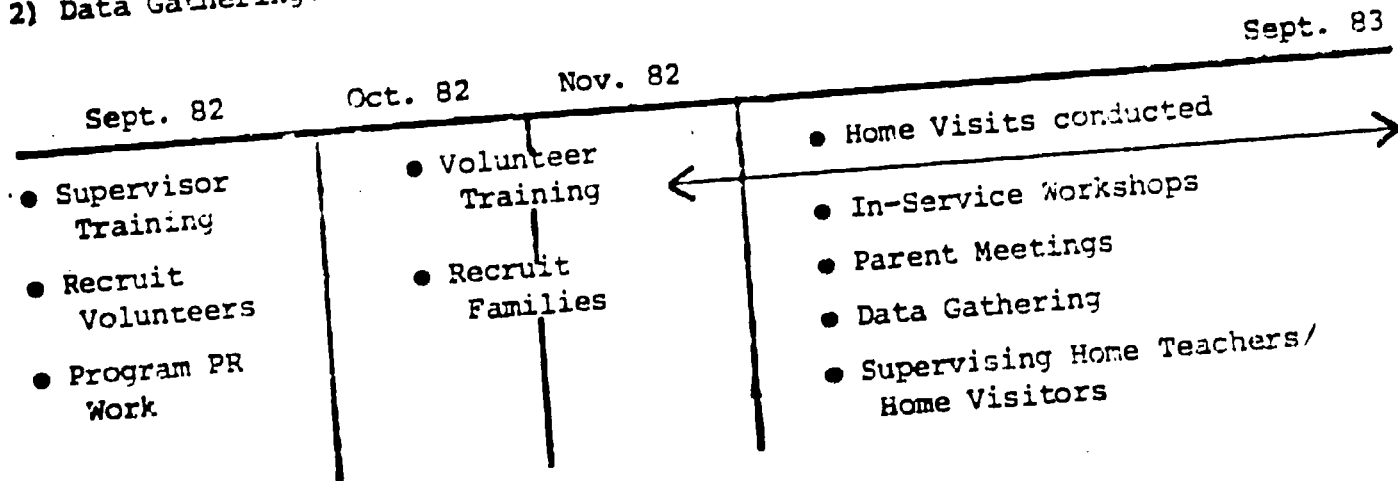 2) Data Gathering
Sept. 82
Oct. 82
Nov. 82
Sept. 83
● Supervisor
Training
● Recruit
Volunteers
● Program PR
Work
● Volunteer
Training
● Recruit
Families
● Home Visits conducted
● In-Service Workshops
● Parent Meetings
● Data Gathering
● Supervising Home Teachers/
Home Visitors